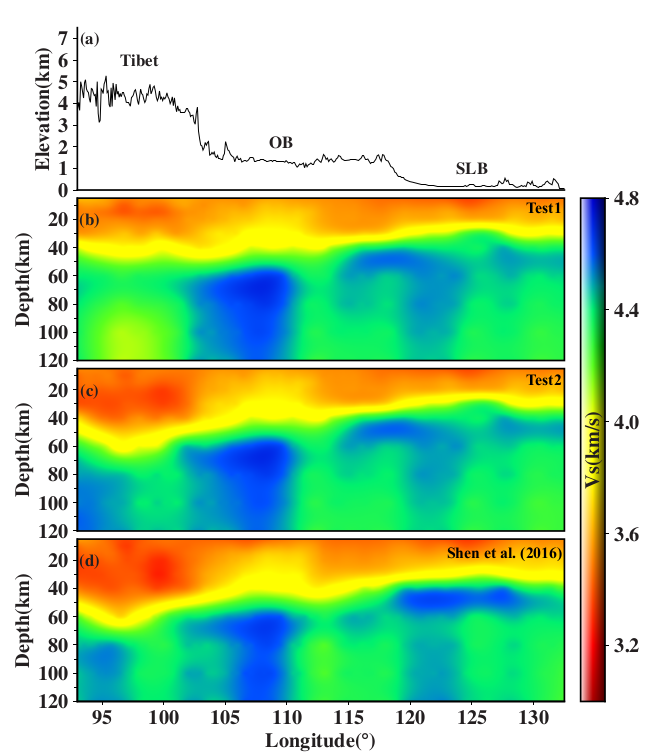 (a)
Tibet
OB
SLB
Elevation(km)
7
6
5
4
3
2
1
0
(b)
Test1
Depth(km)
20
40
60
80
100
120
(c)
Test2
Depth(km)
20
40
60
80
100
120
(d)
Shen et al. (2016)
Depth(km)
20
40
60
80
100
120
95 100 105 110 115 120 125 130
Longitude(°)
4.8
4.4
4.0
3.6
3.2
Vs(km/s)